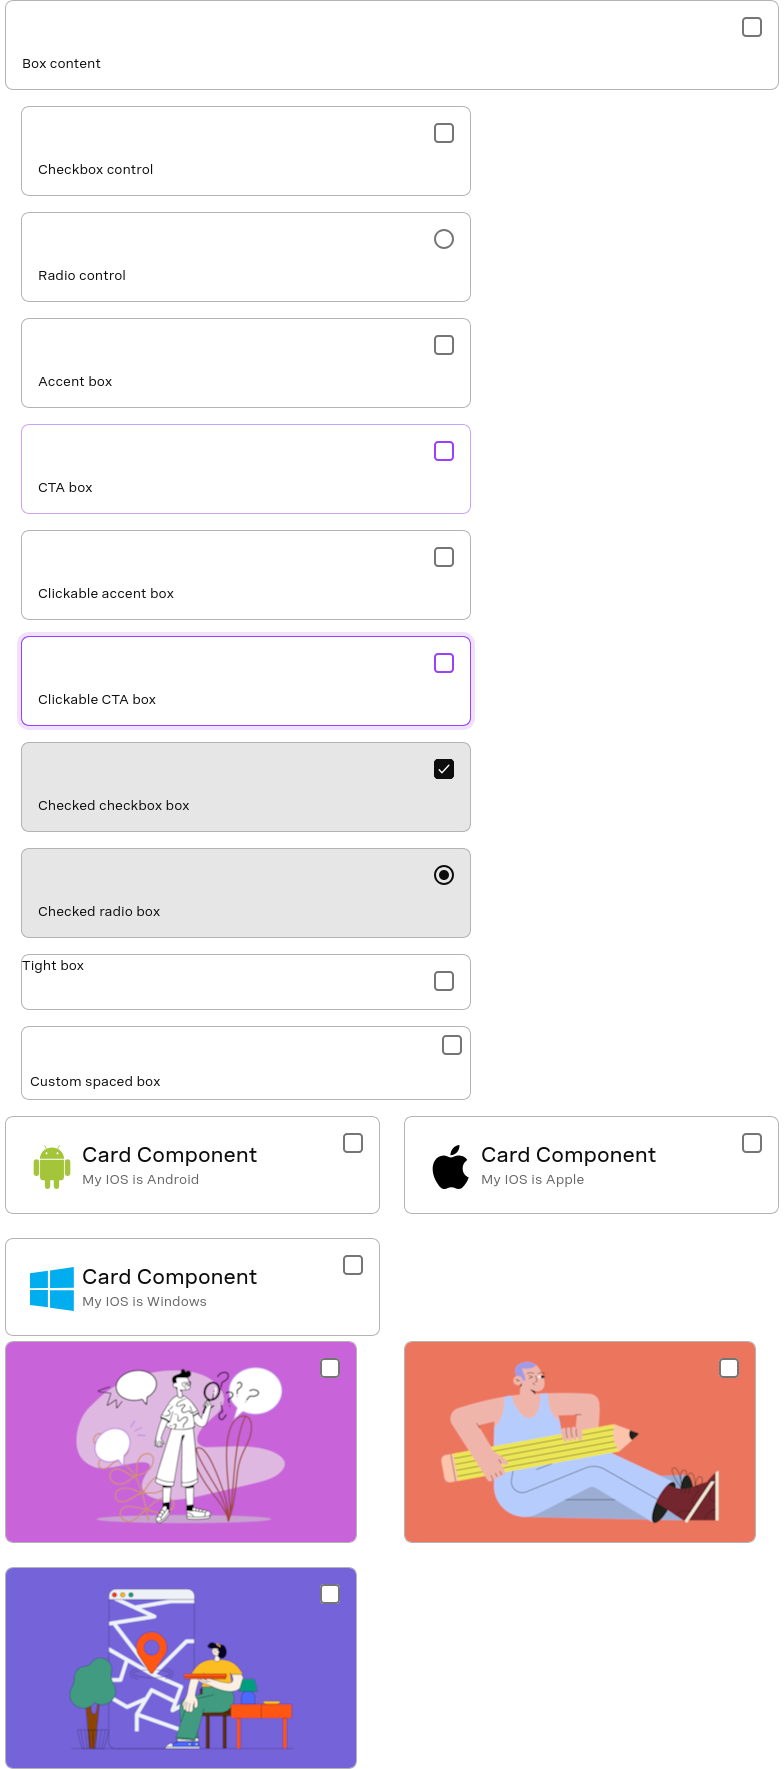 Box content
Checkbox control
Radio control
Accent box
CTA box
Clickable accent box
Clickable CTA box
Checked checkbox box
Checked radio box
Tight box
Custom spaced box
Card Component
My IOS is Android
Card Component
My IOS is Apple
Card Component
My IOS is Windows